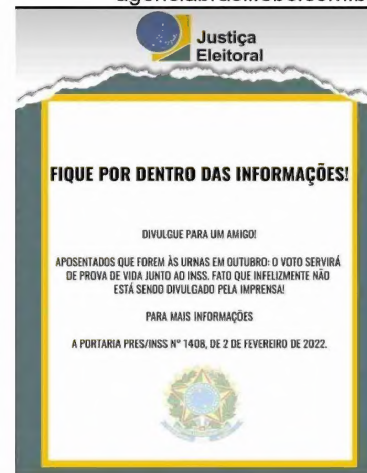 Justiça
Eleitoral
FIQUE POR DENTRO DAS INFORMAÇÕES!
DIVULGUE PARA UM AMIGO!
APOSENTADOS QUE FOREM ÀS URNAS EM OUTUBRO: O VOTO SERVIRÁ
DE PROVA DE VIDA JUNTO AO INSS. FATO QUE INFELIZMENTE NÃO
ESTÁ SENDO DIVULGADO PELA IMPRENSA!
PARA MAIS INFORMAÇÕES
A PORTARIA PRES/INSS Nº 1408, DE 2 DE FEVEREIRO DE 2022.